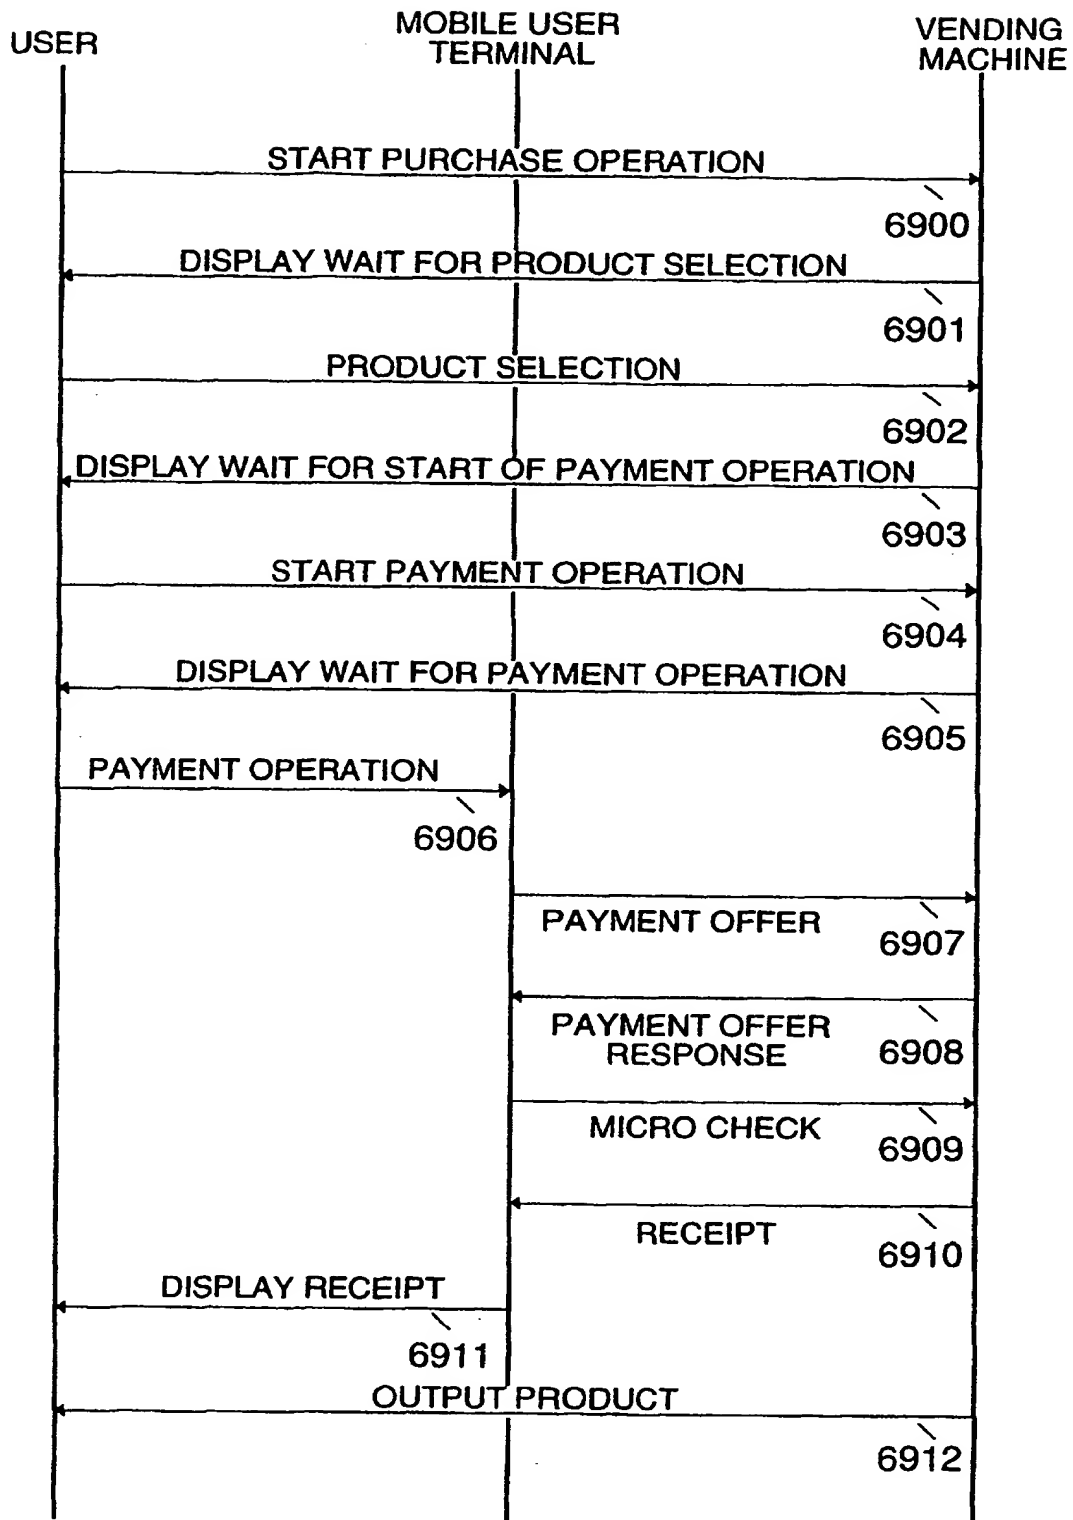 USER
MOBILE USER
TERMINAL
VENDING
MACHINE
START PURCHASE OPERATION
6900
DISPLAY WAIT FOR PRODUCT SELECTION
6901
PRODUCT SELECTION
6902
DISPLAY WAIT FOR START OF PAYMENT OPERATION
6903
START PAYMENT OPERATION
6904
DISPLAY WAIT FOR PAYMENT OPERATION
6905
PAYMENT OPERATION
6906
PAYMENT OFFER
6907
PAYMENT OFFER
RESPONSE
6908
MICRO CHECK
6909
RECEIPT
6910
DISPLAY RECEIPT
6911
OUTPUT PRODUCT
6912